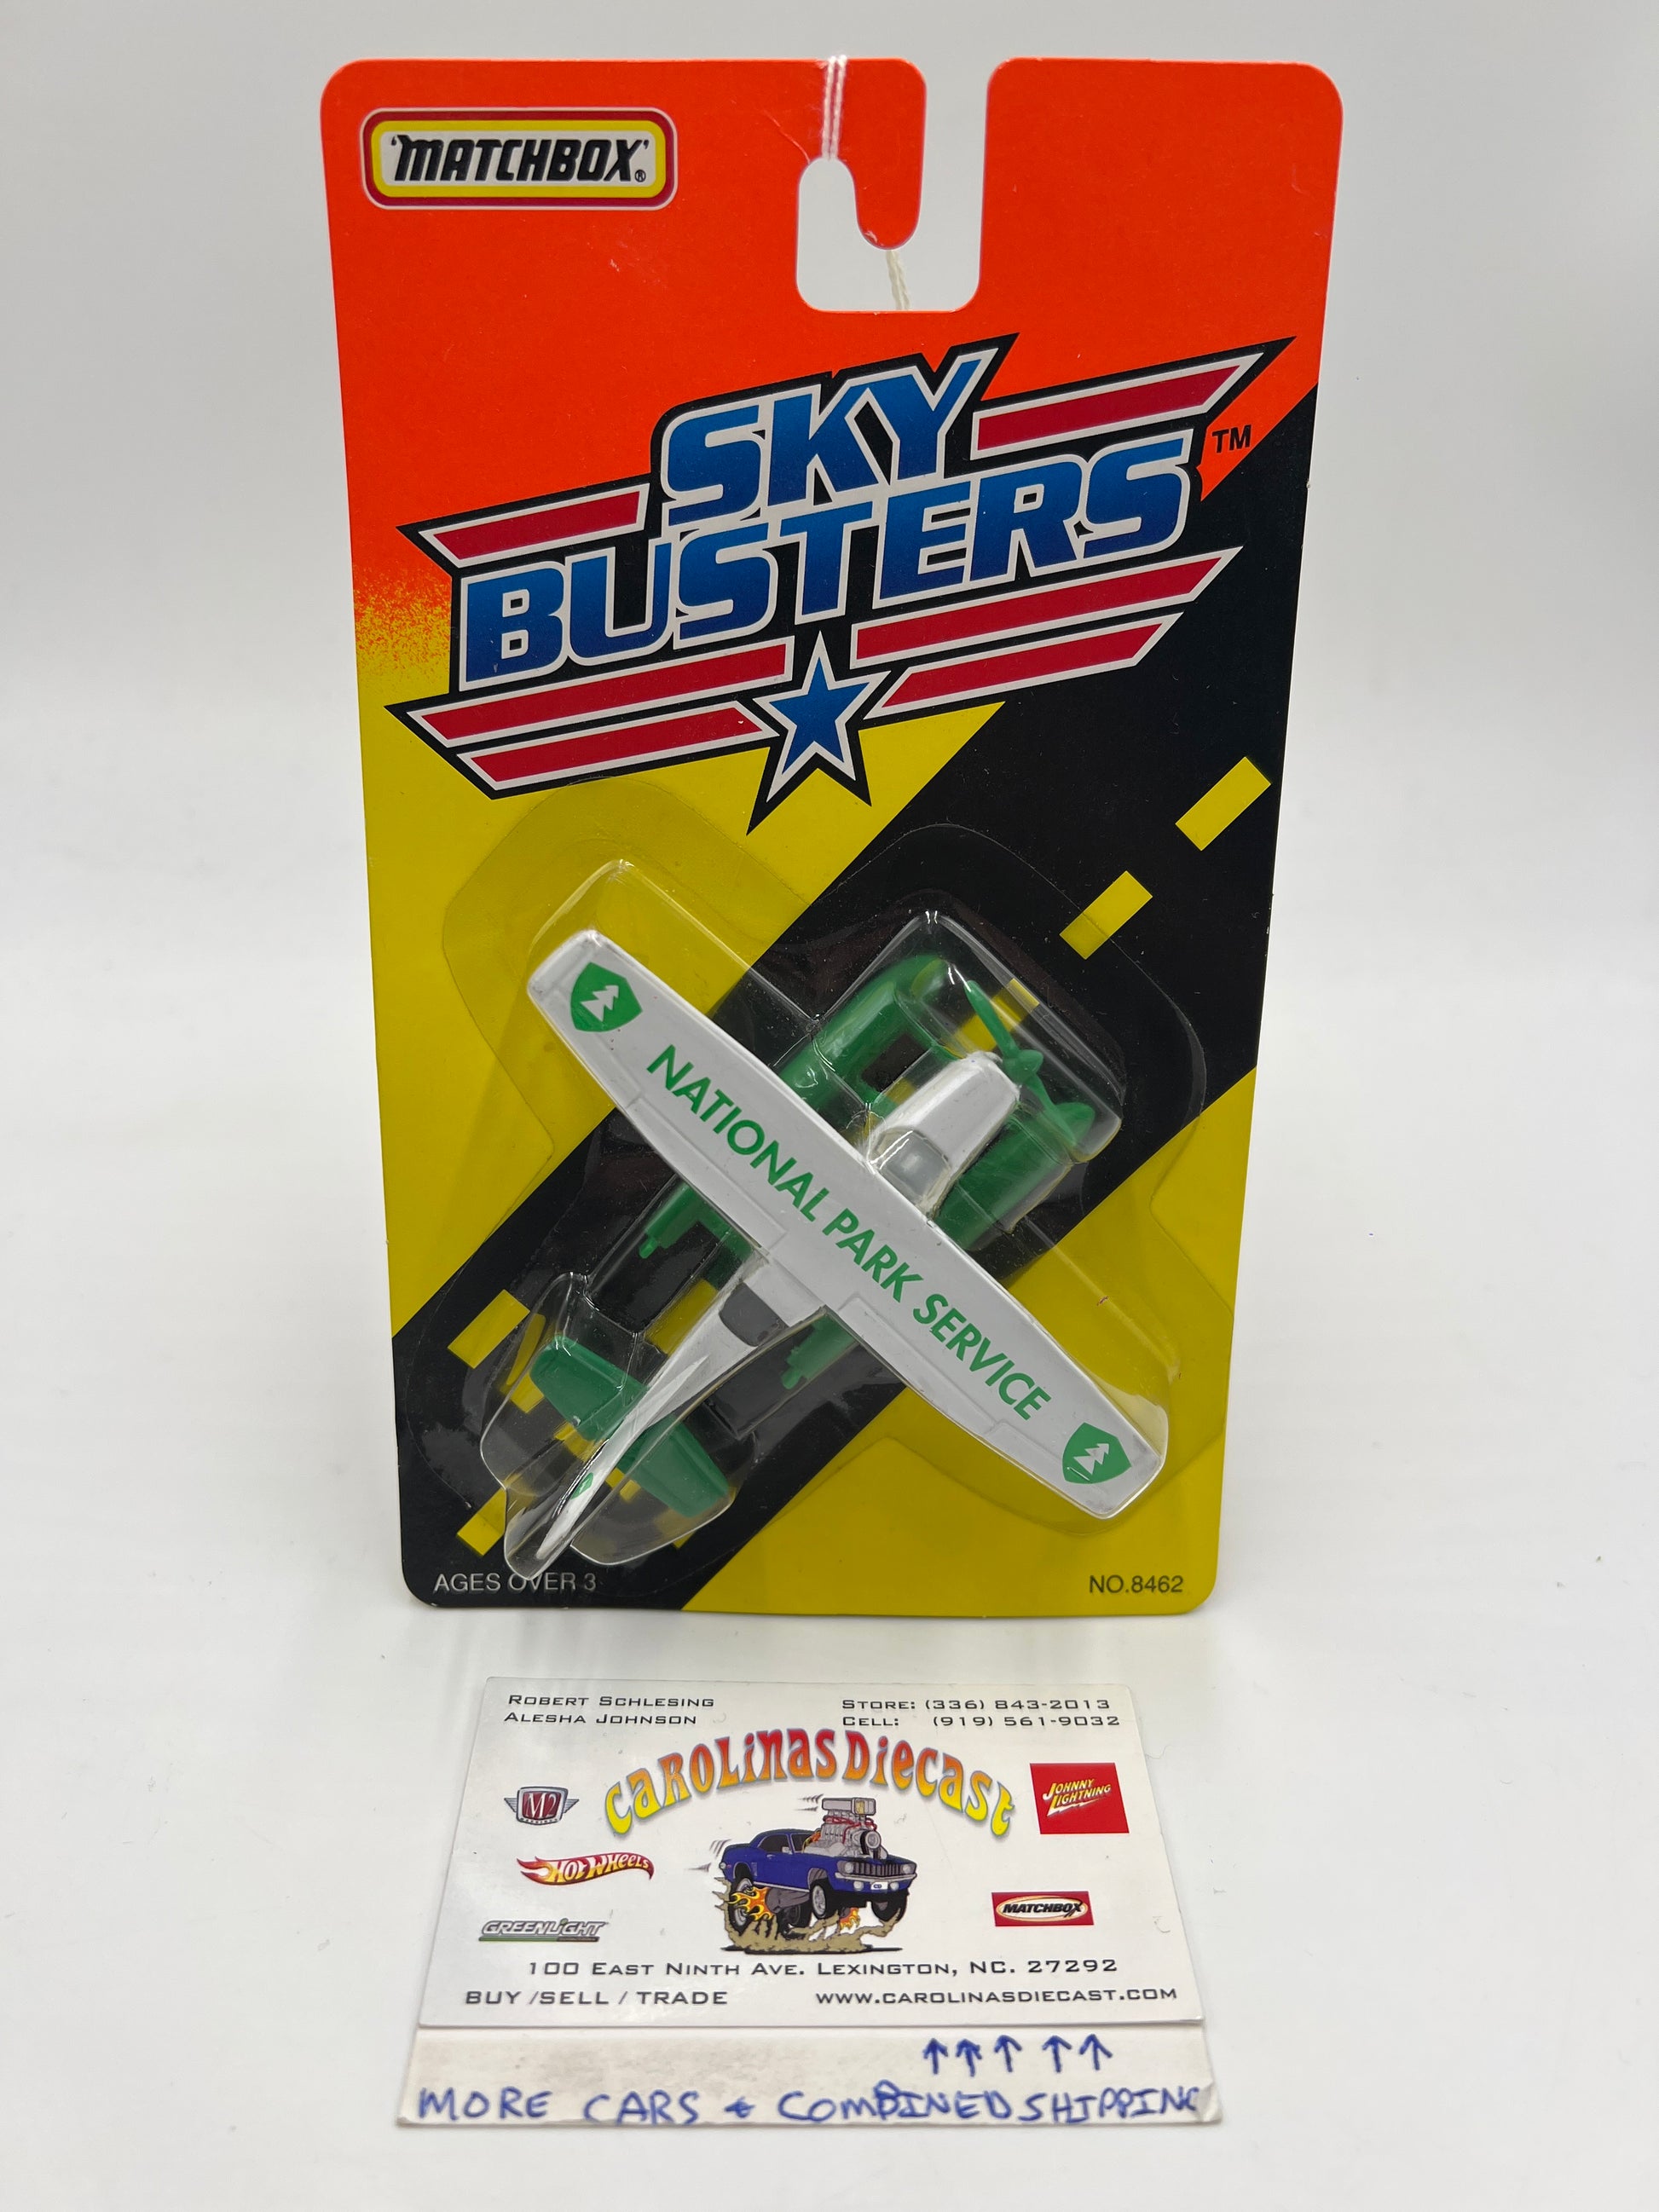 'MATCHBOX'®
SKY
BUSTERS™
NATIONAL PARK SERVICE
AGES OVER 3
NO.8462
ROBERT SCHLESING
ALESHA JOHNSON
STORE: (336) 843-2013
CELL: (919) 561-9032
CAROLINAS DIECAST
M2
JOHNNY
LIGHTNING
HOT WHEELS
MATCHBOX
GREENLIGHT
100 EAST NINTH AVE. LEXINGTON, NC. 27292
BUY /SELL / TRADE
WWW.CAROLINASDIECAST.COM
↑↑↑ ↑↑
MORE CARS & COMBINED SHIPPING